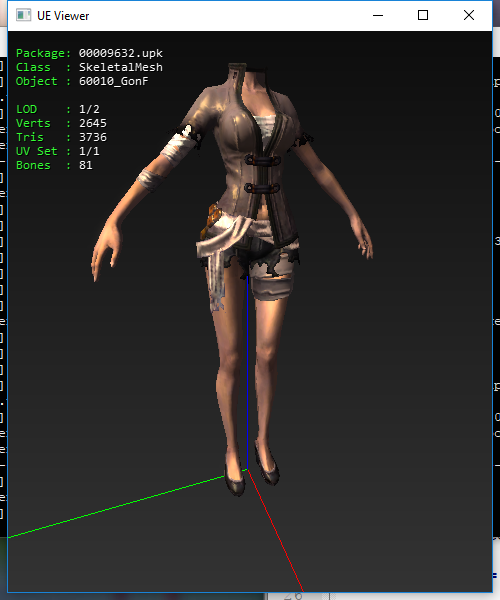 UE Viewer
Package: 00009632.upk
Class : SkeletalMesh
Object : 60010_GonF
LOD : 1/2
Verts : 2645
Tris : 3736
UV Set : 1/1
Bones : 81